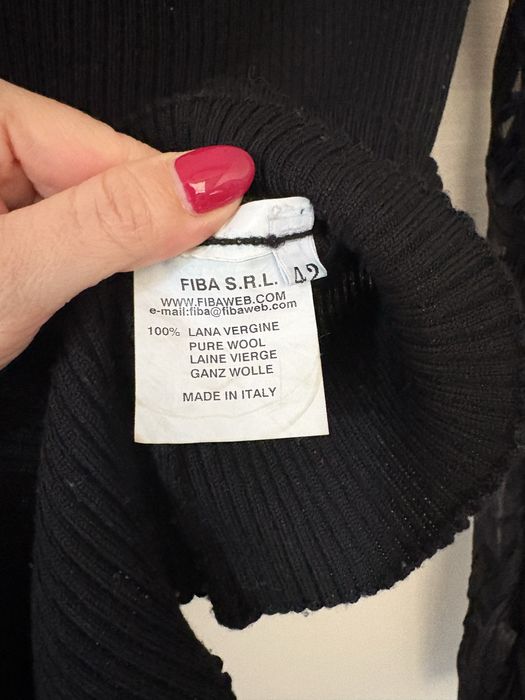 42
FIBA S.R.L.
WWW.FIBAWEB.COM
e-mail:fiba@fibaweb.com
100% LANA VERGINE
PURE WOOL
LAINE VIERGE
GANZ WOLLE
MADE IN ITALY